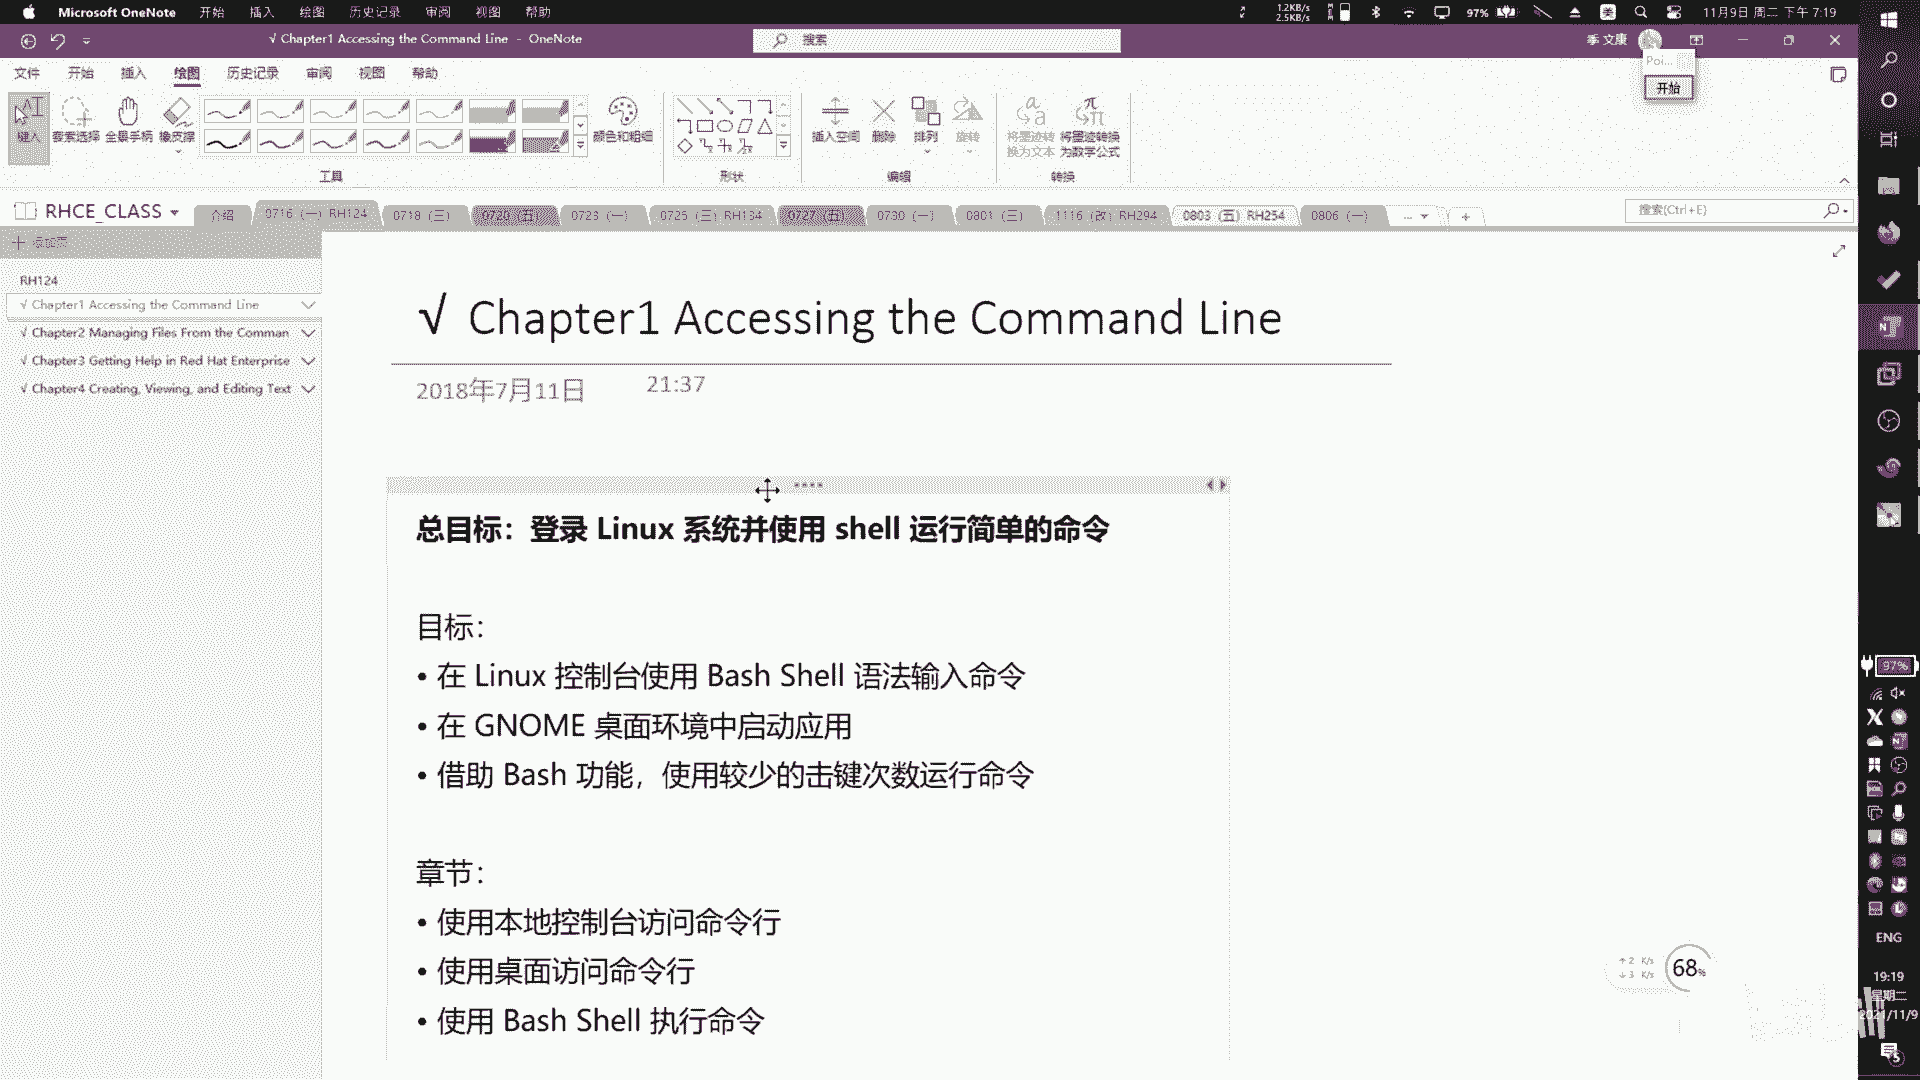 Microsoft OneNote 开始 插入 绘图 历史记录 审阅 视图 帮助
1.2KB/s
2.5KB/s
97%
美
11月9日 周二 下午 7:19
√ Chapter1 Accessing the Command Line - OneNote
搜索
季 文康
Poi...
开始
文件 开始 插入 绘图 历史记录 审阅 视图 帮助
键入 套索选择 全景手柄 橡皮擦
颜色和粗细
插入空间 删除 排列 旋转
将墨迹转
换为文本
将墨迹转换
为数学公式
工具 形状 编辑 转换
RHCE_CLASS
介绍 0716 (一) RH124 0718 (三) 0720 (五) 0723 (一) 0725 (三) RH134 0727 (五) 0730 (一) 0801 (三) 1116 (改) RH294 0803 (五) RH254 0806 (一) ...
搜索(Ctrl+E)
添加页
RH124
√ Chapter1 Accessing the Command Line
√ Chapter2 Managing Files From the Comman
√ Chapter3 Getting Help in Red Hat Enterprise
√ Chapter4 Creating, Viewing, and Editing Text
√ Chapter1 Accessing the Command Line
2018年7月11日 21:37
总目标：登录 Linux 系统并使用 shell 运行简单的命令
目标：
• 在 Linux 控制台使用 Bash Shell 语法输入命令
• 在 GNOME 桌面环境中启动应用
• 借助 Bash 功能，使用较少的击键次数运行命令
章节：
• 使用本地控制台访问命令行
• 使用桌面访问命令行
• 使用 Bash Shell 执行命令
↑ 2 K/s
↓ 3 K/s
68%
97%
ENG
19:19
星期二
2021/11/9
5